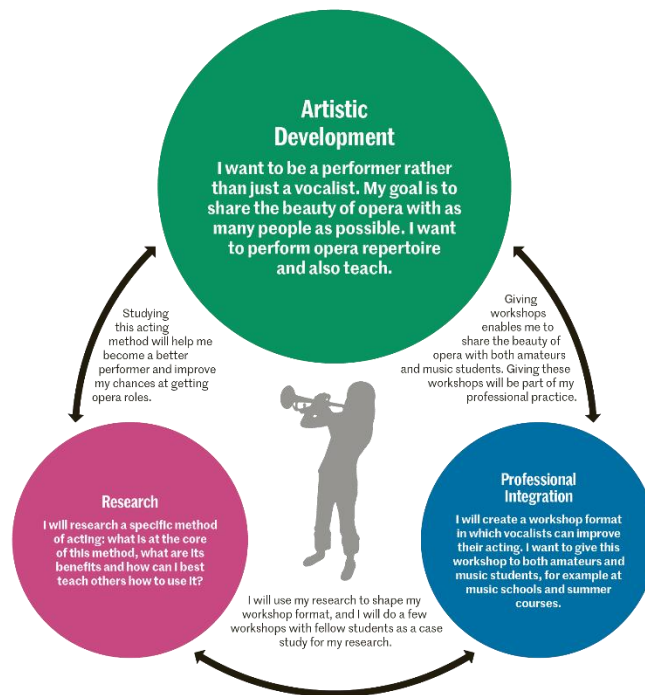 Artistic
Development
I want to be a performer rather
than just a vocalist. My goal is to
share the beauty of opera with as
many people as possible. I want
to perform opera repertoire
and also teach.
Studying
this acting
method will help me
become a better
performer and improve
my chances at getting
opera roles.
Giving
workshops
enables me to
share the beauty of
opera with both amateurs
and music students. Giving these
workshops will be part of my
professional practice.
Research
I will research a specific method
of acting: what is at the core
of this method, what are its
benefits and how can I best
teach others how to use it?
Professional
Integration
I will create a workshop format
in which vocalists can improve
their acting. I want to give this
workshop to both amateurs and
music students, for example at
music schools and summer
courses.
I will use my research to shape my
workshop format, and I will do a few
workshops with fellow students as a case
study for my research.